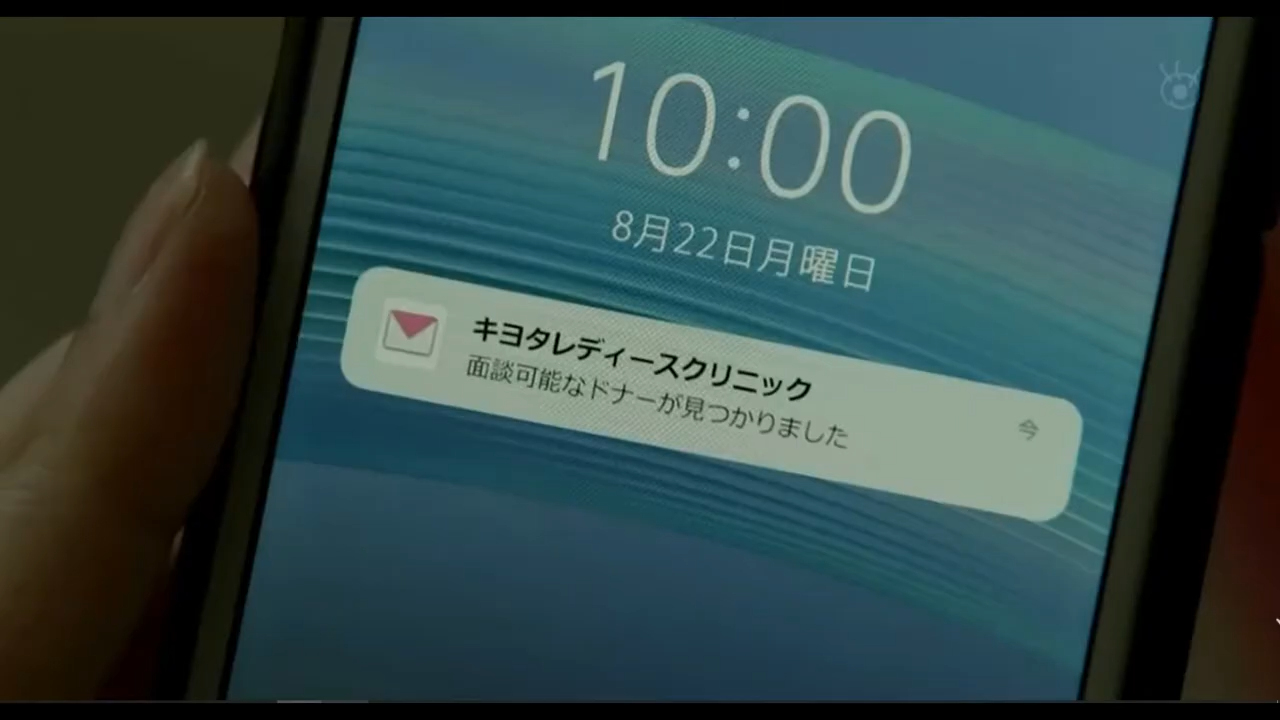 10:00
8月22日月曜日
キヨタレディースクリニック
面談可能なドナーが見つかりました
今